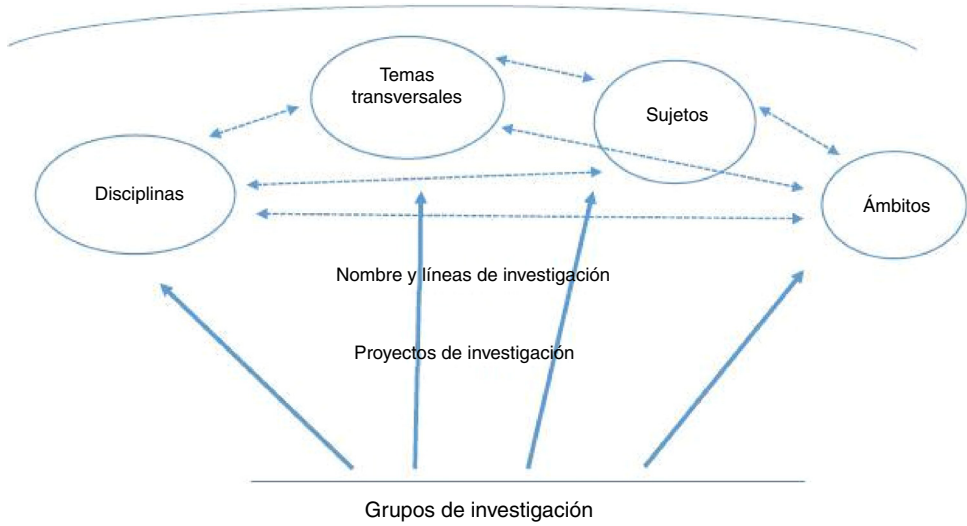 Temas
transversales
Sujetos
Disciplinas
Ámbitos
Nombre y líneas de investigación
Proyectos de investigación
Grupos de investigación